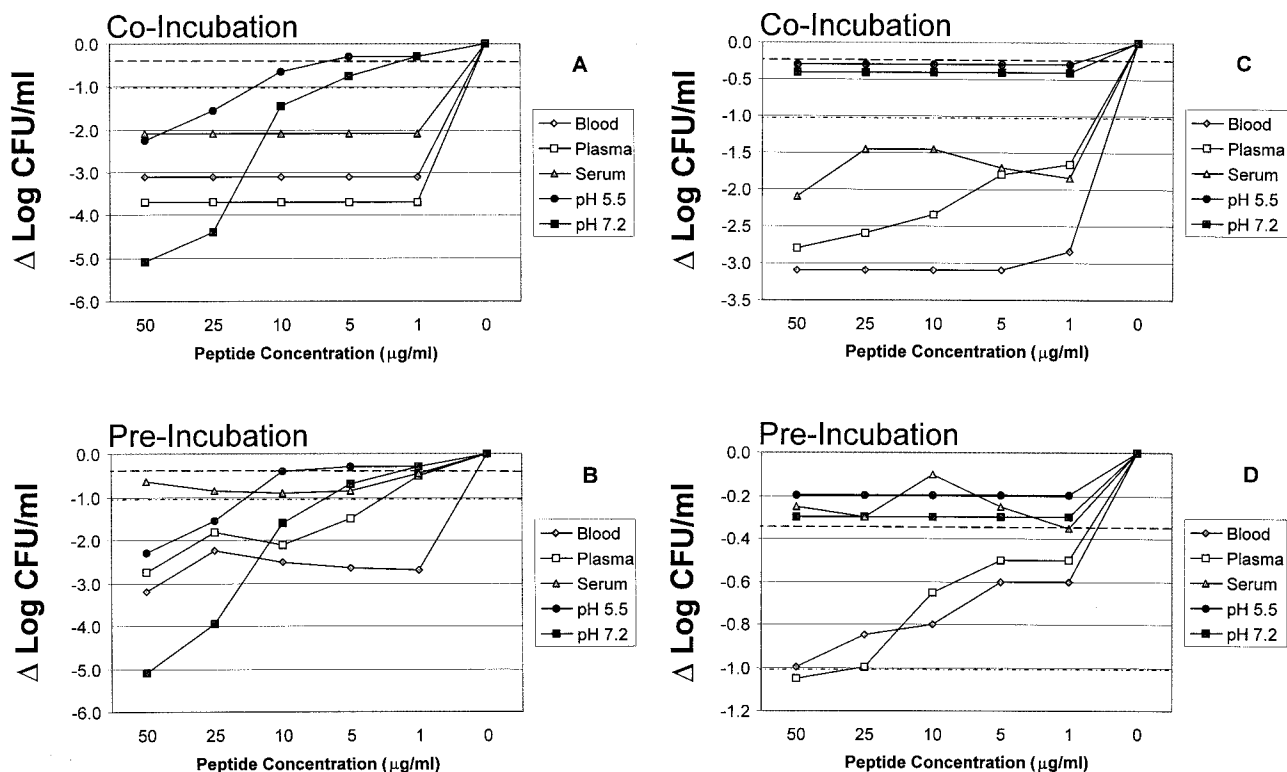 Co-Incubation
A
Δ Log CFU/ml
0.0
-1.0
-2.0
-3.0
-4.0
-5.0
-6.0
50 25 10 5 1 0
Peptide Concentration (μg/ml)
Blood
Plasma
Serum
pH 5.5
pH 7.2
Co-Incubation
C
Δ Log CFU/ml
0.0
-0.5
-1.0
-1.5
-2.0
-2.5
-3.0
-3.5
50 25 10 5 1 0
Peptide Concentration (μg/ml)
Blood
Plasma
Serum
pH 5.5
pH 7.2
Pre-Incubation
B
Δ Log CFU/ml
0.0
-1.0
-2.0
-3.0
-4.0
-5.0
-6.0
50 25 10 5 1 0
Peptide Concentration (μg/ml)
Blood
Plasma
Serum
pH 5.5
pH 7.2
Pre-Incubation
D
Δ Log CFU/ml
0.0
-0.2
-0.4
-0.6
-0.8
-1.0
-1.2
50 25 10 5 1 0
Peptide Concentration (μg/ml)
Blood
Plasma
Serum
pH 5.5
pH 7.2